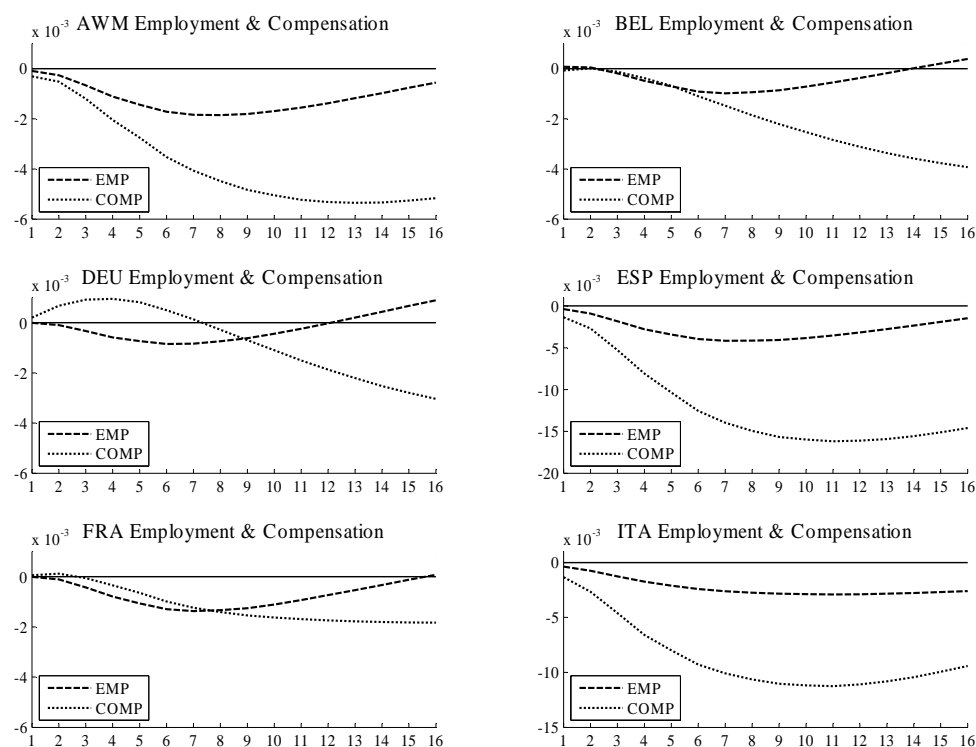 x 10⁻³ AWM Employment & Compensation
0
-2
-4
-6
EMP
COMP
1 2 3 4 5 6 7 8 9 10 11 12 13 14 15 16
x 10⁻³ BEL Employment & Compensation
0
-2
-4
-6
EMP
COMP
1 2 3 4 5 6 7 8 9 10 11 12 13 14 15 16
x 10⁻³ DEU Employment & Compensation
0
-2
-4
-6
EMP
COMP
1 2 3 4 5 6 7 8 9 10 11 12 13 14 15 16
x 10⁻³ ESP Employment & Compensation
0
-5
-10
-15
-20
EMP
COMP
1 2 3 4 5 6 7 8 9 10 11 12 13 14 15 16
x 10⁻³ FRA Employment & Compensation
0
-2
-4
-6
EMP
COMP
1 2 3 4 5 6 7 8 9 10 11 12 13 14 15 16
x 10⁻³ ITA Employment & Compensation
0
-5
-10
-15
EMP
COMP
1 2 3 4 5 6 7 8 9 10 11 12 13 14 15 16